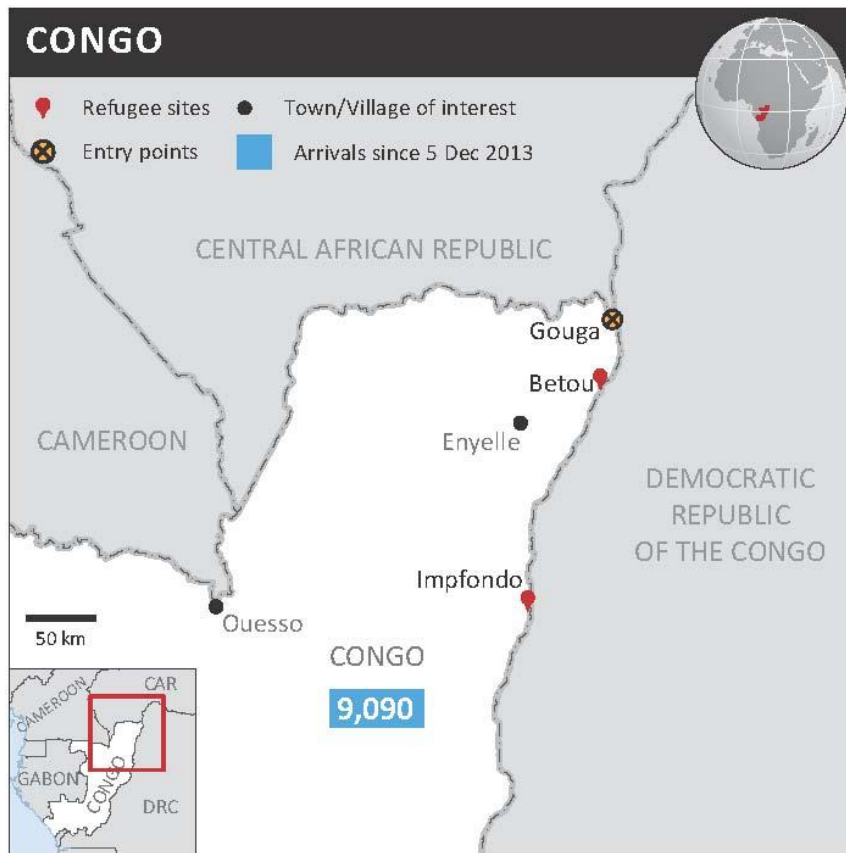 CONGO
Refugee sites
Town/Village of interest
Entry points
Arrivals since 5 Dec 2013
CENTRAL AFRICAN REPUBLIC
Gouga
Betou
CAMEROON
Enyelle
DEMOCRATIC
REPUBLIC
OF THE CONGO
Impfondo
Ouesso
50 km
CONGO
9,090
CAMEROON
CAR
GABON
CONGO
DRC